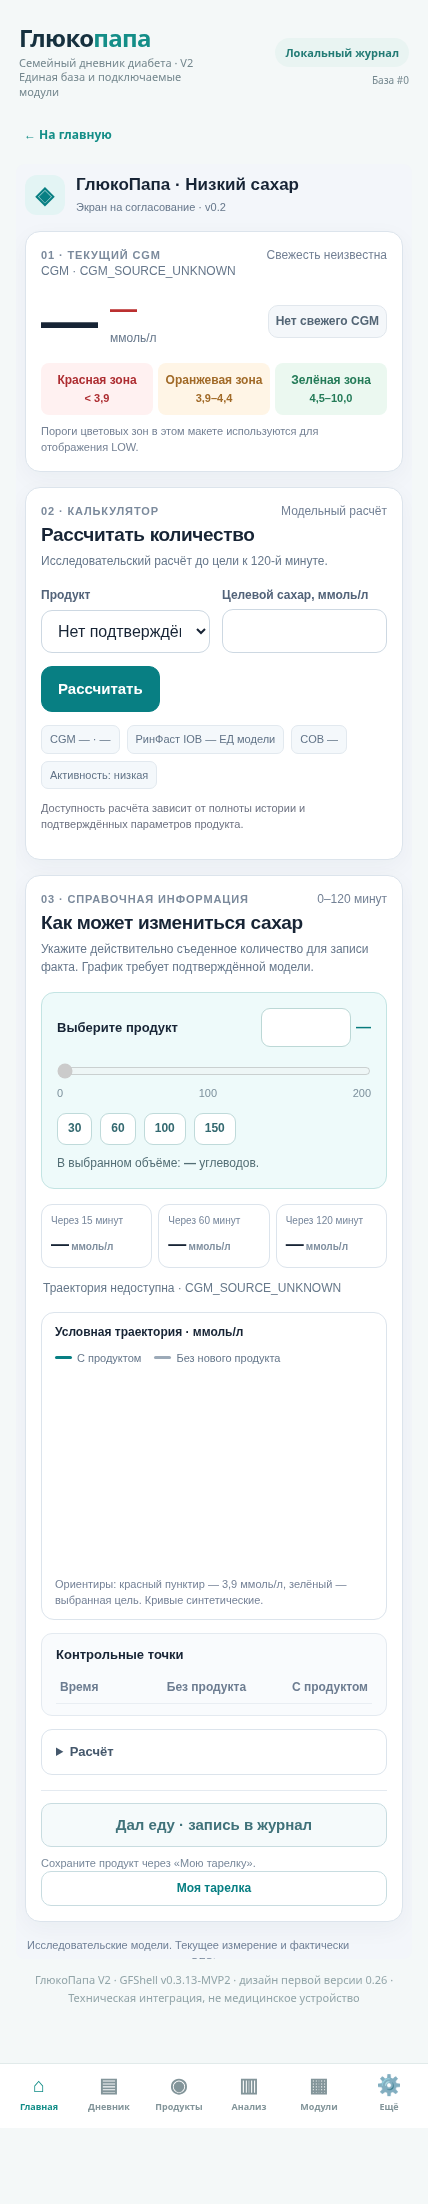 Глюкопапа
Семейный дневник диабета · V2
Единая база и подключаемые
модули
Локальный журнал
База #0
← На главную
ГлюкоПапа · Низкий сахар
Экран на согласование · v0.2
01 · ТЕКУЩИЙ CGM
Свежесть неизвестна
CGM · CGM_SOURCE_UNKNOWN
— —
ммоль/л
Нет свежего CGM
Красная зона
< 3,9
Оранжевая зона
3,9–4,4
Зелёная зона
4,5–10,0
Пороги цветовых зон в этом макете используются для
отображения LOW.
02 · КАЛЬКУЛЯТОР
Модельный расчёт
Рассчитать количество
Исследовательский расчёт до цели к 120-й минуте.
Продукт
Целевой сахар, ммоль/л
Нет подтверждён
Рассчитать
CGM — · —
РинФаст IOB — ЕД модели
COB —
Активность: низкая
Доступность расчёта зависит от полноты истории и
подтверждённых параметров продукта.
03 · СПРАВОЧНАЯ ИНФОРМАЦИЯ
0–120 минут
Как может измениться сахар
Укажите действительно съеденное количество для записи
факта. График требует подтверждённой модели.
Выберите продукт
—
0 100 200
30 60 100 150
В выбранном объёме: — углеводов.
Через 15 минут
— ммоль/л
Через 60 минут
— ммоль/л
Через 120 минут
— ммоль/л
Траектория недоступна · CGM_SOURCE_UNKNOWN
Условная траектория · ммоль/л
С продуктом
Без нового продукта
Ориентиры: красный пунктир — 3,9 ммоль/л, зелёный —
выбранная цель. Кривые синтетические.
Контрольные точки
Время Без продукта С продуктом
Расчёт
Дал еду · запись в журнал
Сохраните продукт через «Мою тарелку».
Моя тарелка
Исследовательские модели. Текущее измерение и фактически
ГлюкоПапа V2 · GFShell v0.3.13-MVP2 · дизайн первой версии 0.26 ·
Техническая интеграция, не медицинское устройство
Главная
Дневник
Продукты
Анализ
Модули
Ещё